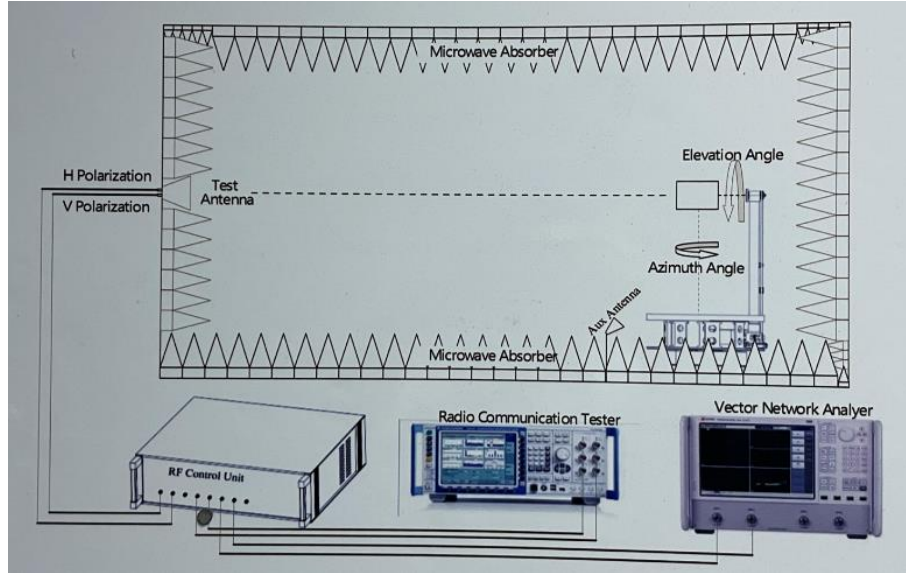 Microwave Absorber
Elevation Angle
H Polarization
Test
Antenna
V Polarization
Azimuth Angle
Aux Antenna
Microwave Absorber
Radio Communication Tester
Vector Network Analyer
RF Control Unit